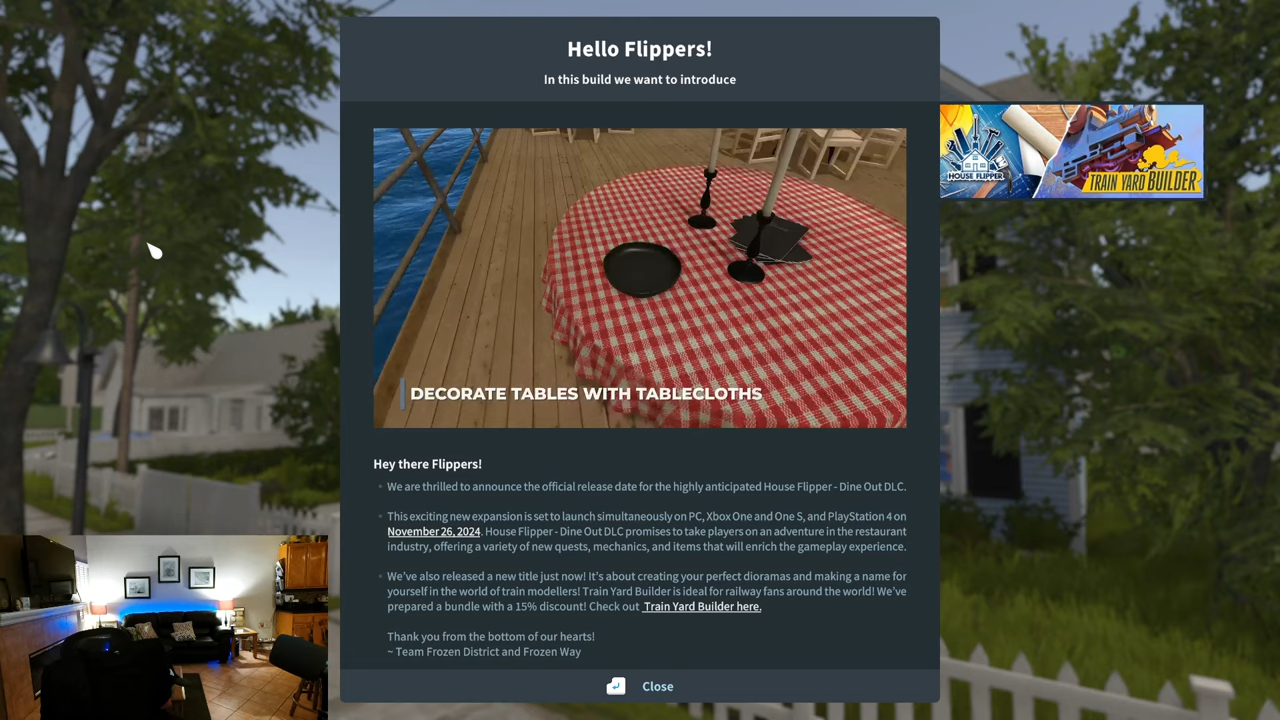 Hello Flippers!
In this build we want to introduce
HOUSE FLIPPER
TRAIN YARD BUILDER
DECORATE TABLES WITH TABLECLOTHS
Hey there Flippers!
We are thrilled to announce the official release date for the highly anticipated House Flipper - Dine Out DLC.
This exciting new expansion is set to launch simultaneously on PC, Xbox One and One S, and PlayStation 4 on
November 26, 2024. House Flipper - Dine Out DLC promises to take players on an adventure in the restaurant
industry, offering a variety of new quests, mechanics, and items that will enrich the gameplay experience.
We've also released a new title just now! It's about creating your perfect dioramas and making a name for
yourself in the world of train modellers! Train Yard Builder is ideal for railway fans around the world! We've
prepared a bundle with a 15% discount! Check out Train Yard Builder here.
Thank you from the bottom of our hearts!
~ Team Frozen District and Frozen Way
Close